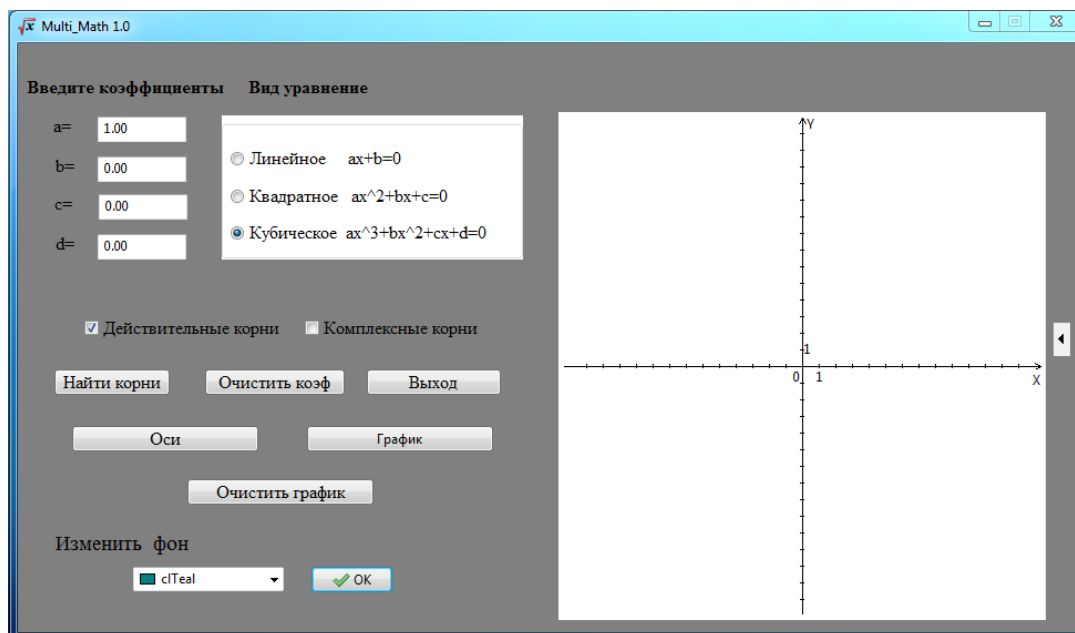 Multi_Math 1.0
Введите коэффициенты Вид уравнение
a= 1.00
b= 0.00
c= 0.00
d= 0.00
Линейное ax+b=0
Квадратное ax^2+bx+c=0
Кубическое ax^3+bx^2+cx+d=0
Действительные корни Комплексные корни
Найти корни Очистить коэф Выход
Оси График
Очистить график
Изменить фон
clTeal OK
Y
1
0 1
X